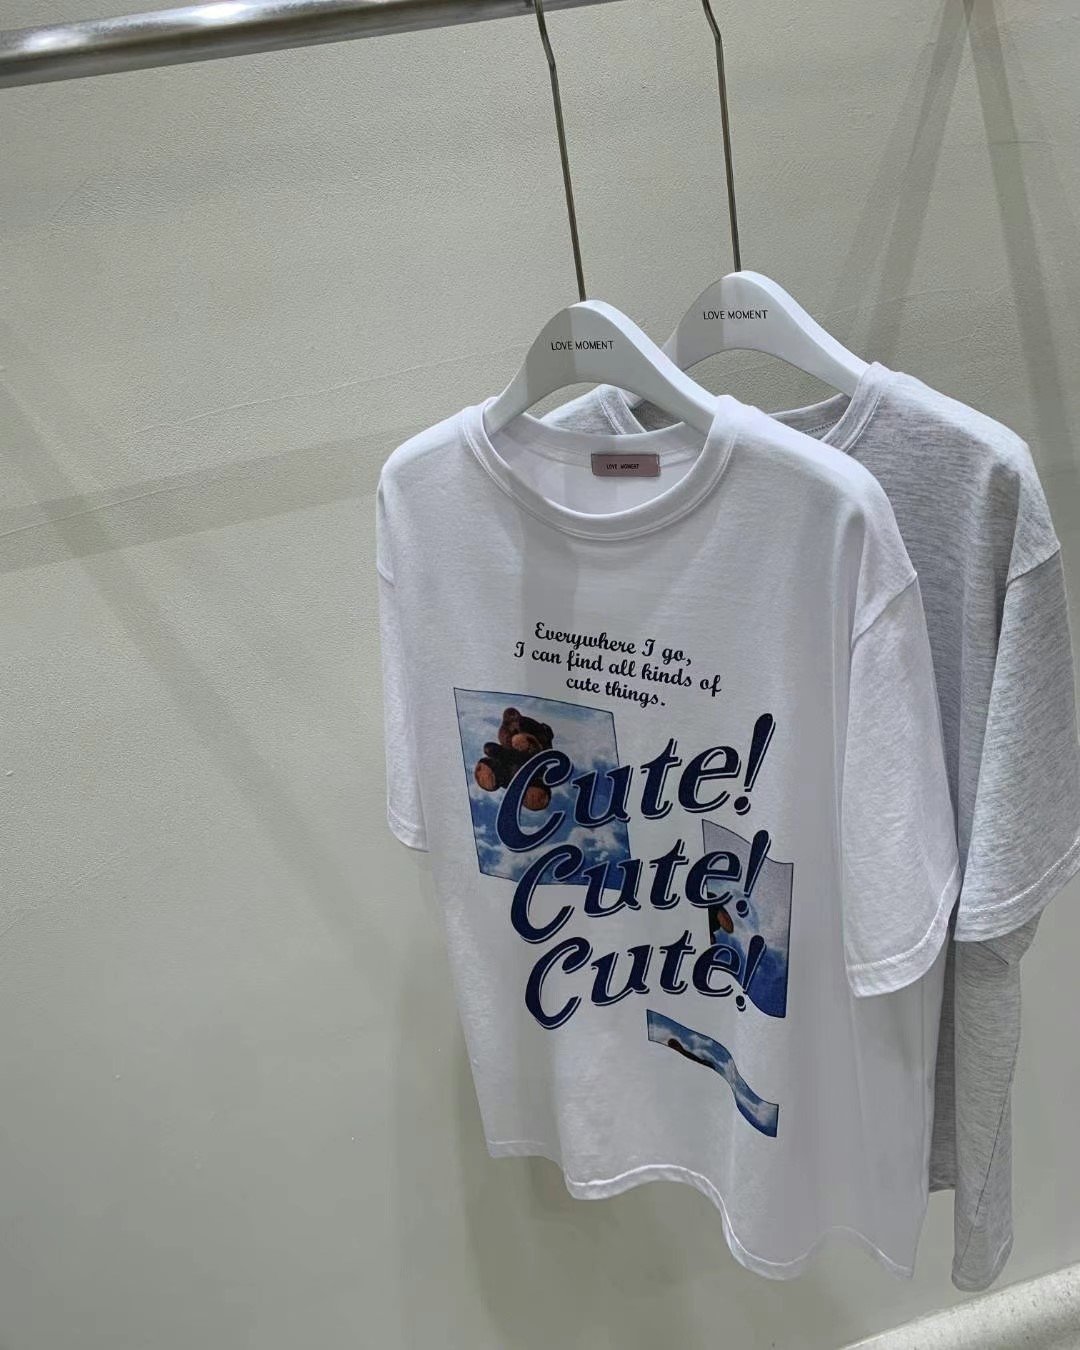 LOVE MOMENT
LOVE MOMENT
LOVE MOMENT
Everywhere I go,
I can find all kinds of
cute things.
Cute!
Cute!
Cute!